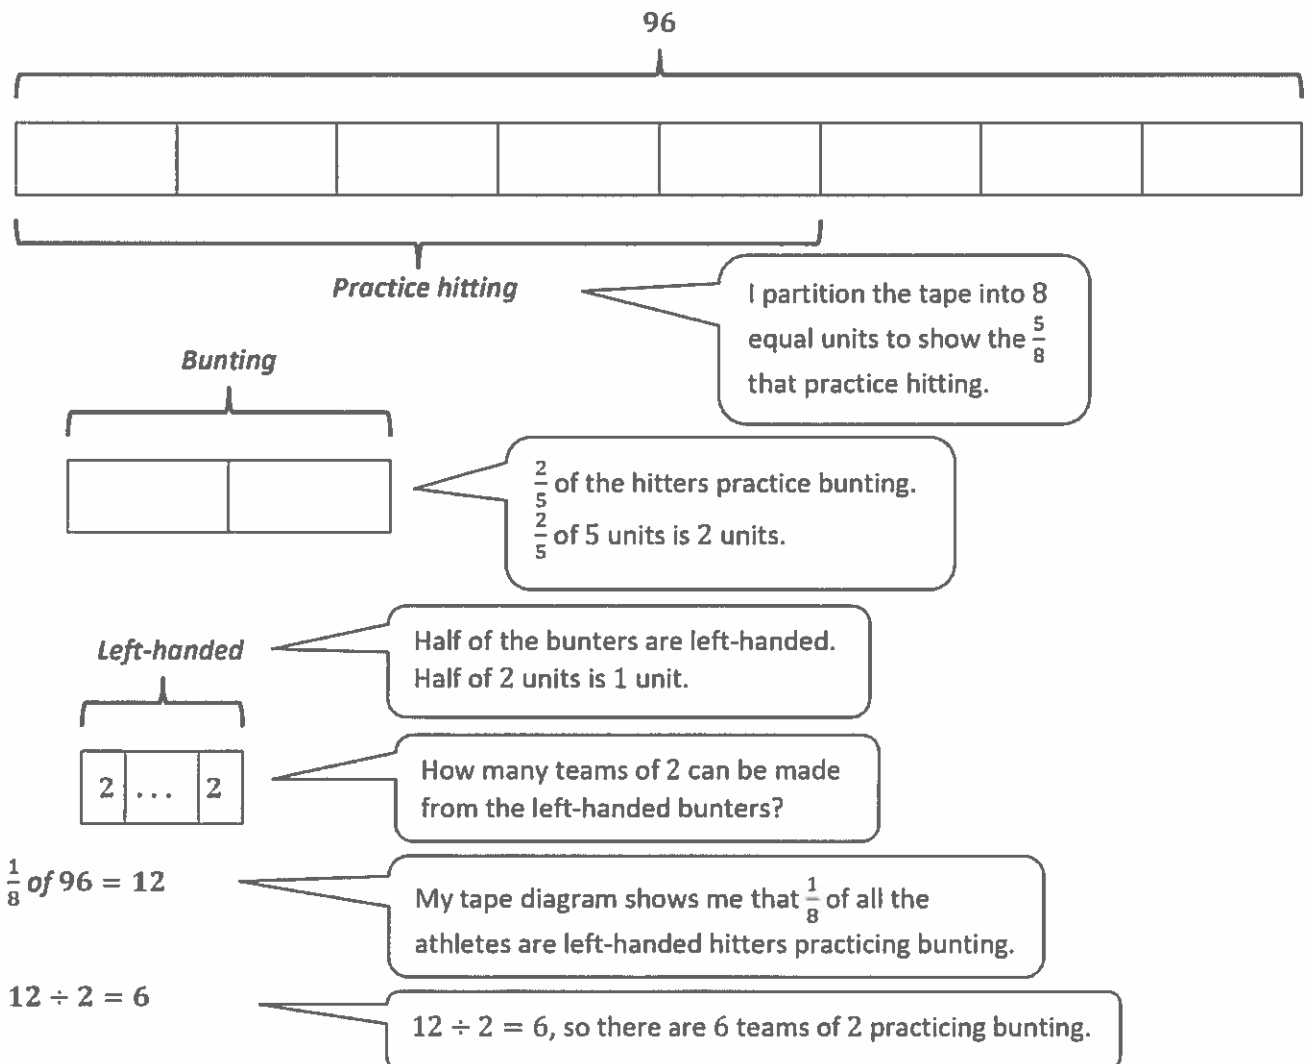 96
Practice hitting
I partition the tape into 8
equal units to show the 5/8
that practice hitting.
Bunting
2/5 of the hitters practice bunting.
2/5 of 5 units is 2 units.
Left-handed
Half of the bunters are left-handed.
Half of 2 units is 1 unit.
2 ... 2
How many teams of 2 can be made
from the left-handed bunters?
1/8 of 96 = 12
My tape diagram shows me that 1/8 of all the
athletes are left-handed hitters practicing bunting.
12 ÷ 2 = 6
12 ÷ 2 = 6, so there are 6 teams of 2 practicing bunting.